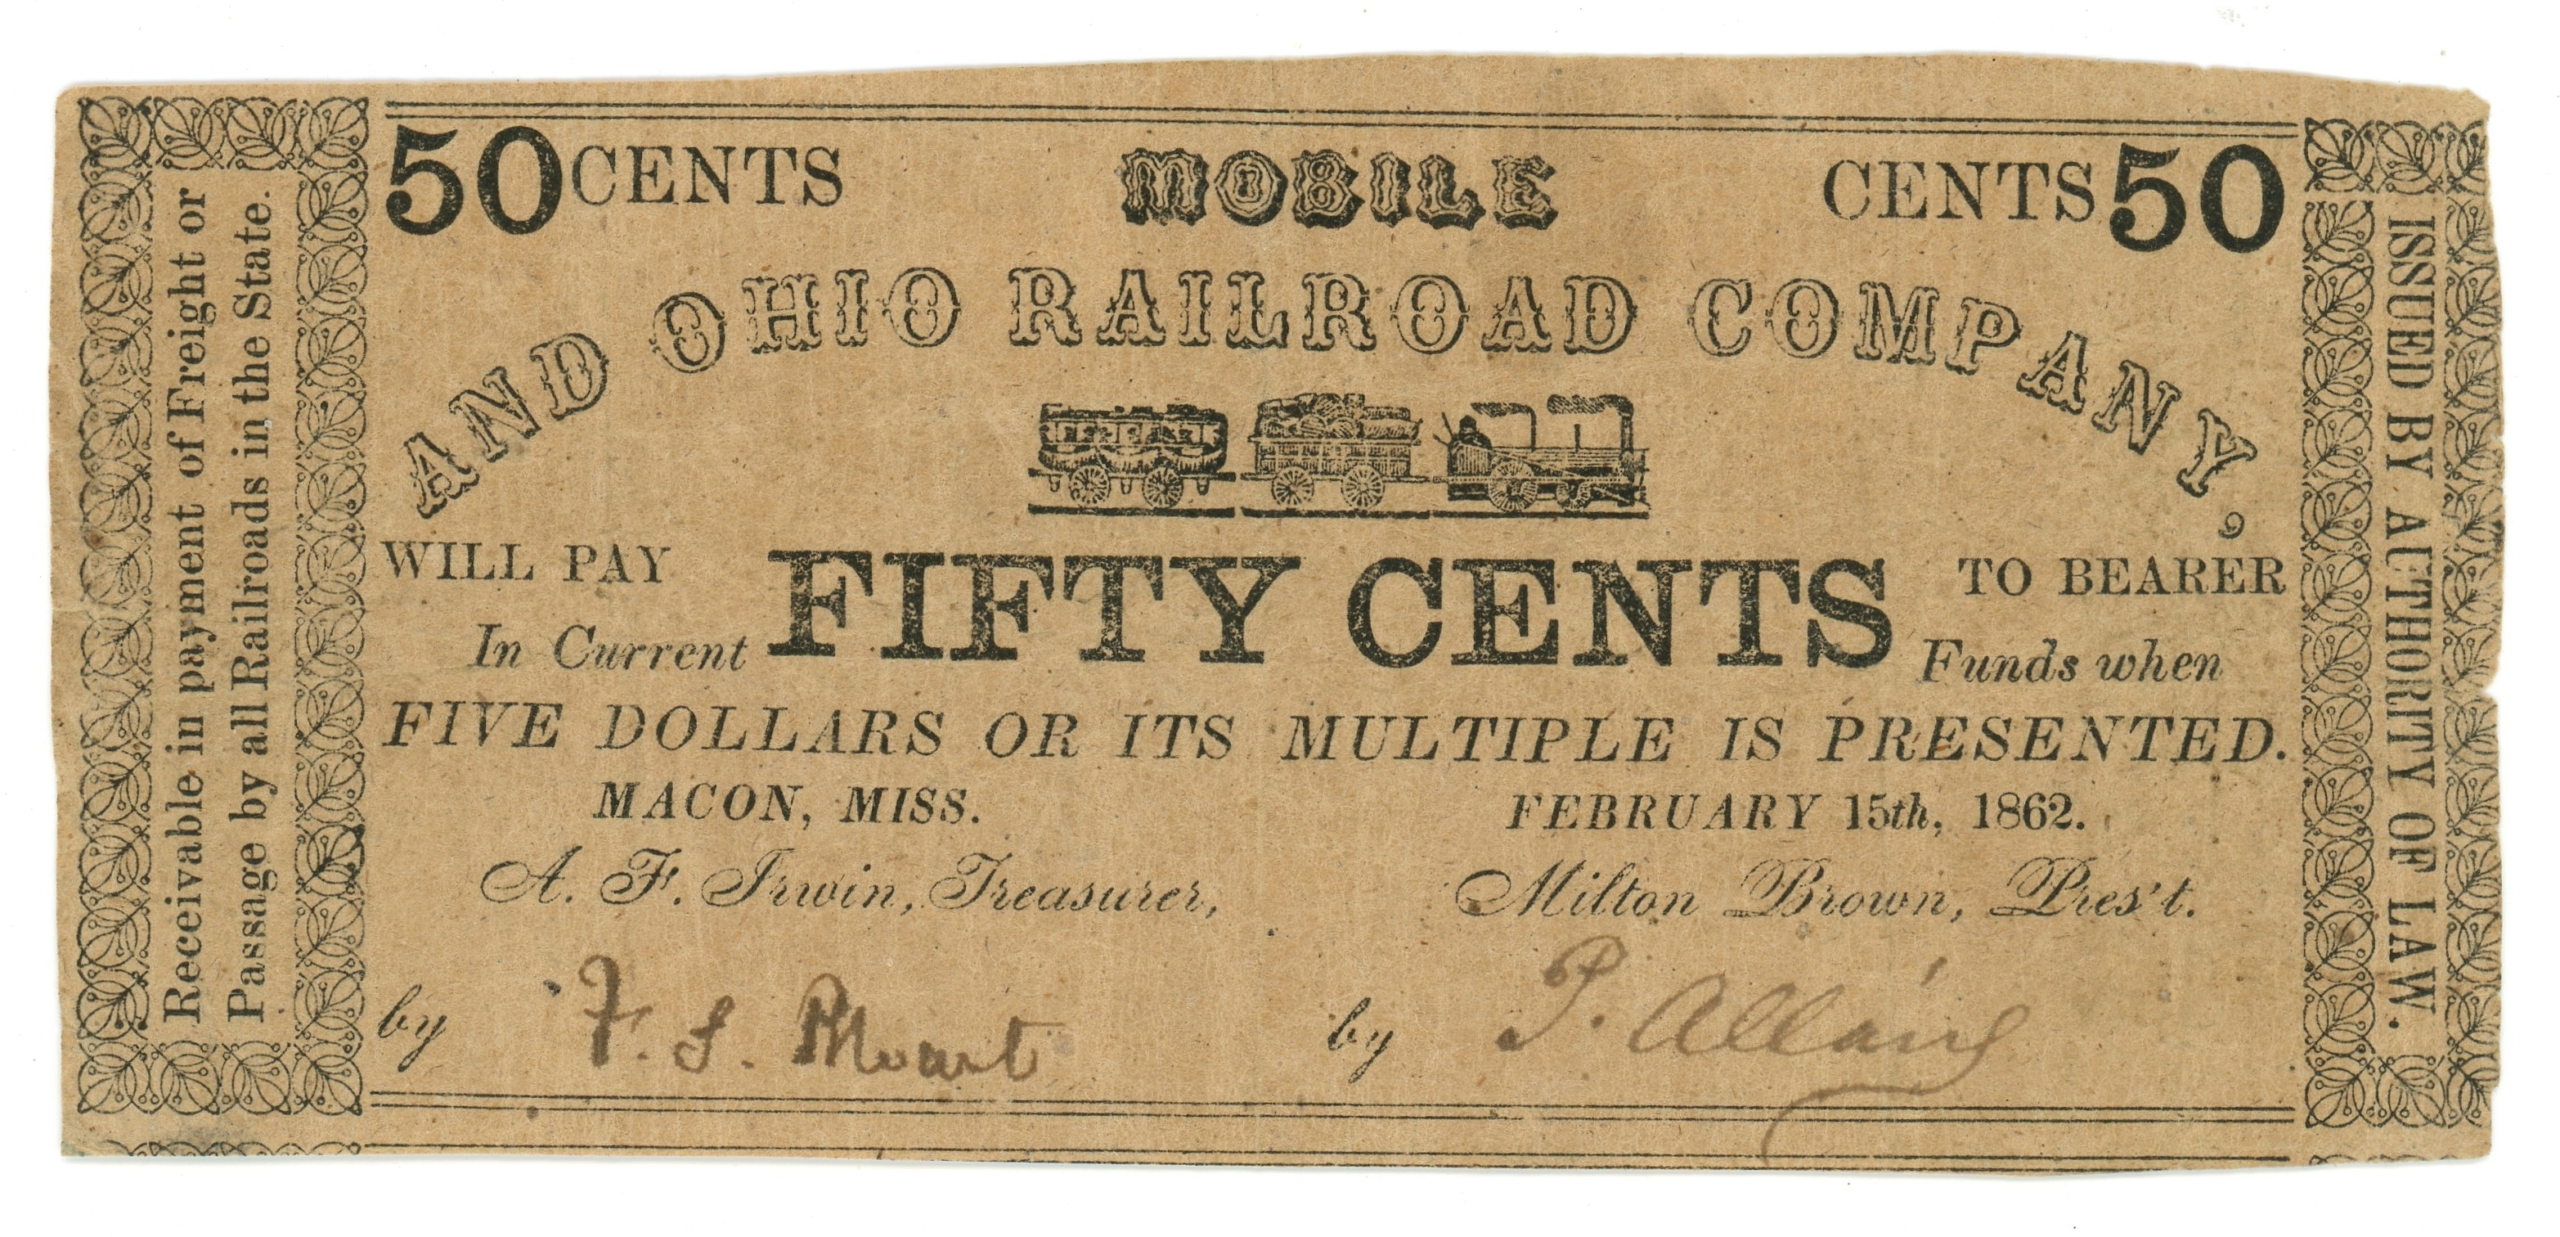 50 CENTS MOBILE CENTS 50
AND OHIO RAILROAD COMPANY,
WILL PAY FIFTY CENTS TO BEARER
In Current Funds when
FIVE DOLLARS OR ITS MULTIPLE IS PRESENTED.
MACON, MISS. FEBRUARY 15th, 1862.
A. F. Irwin, Treasurer, Milton Brown, Pres't.
by F. S. by P.
Receivable in payment of Freight or
Passage by all Railroads in the State.
ISSUED BY AUTHORITY OF LAW.